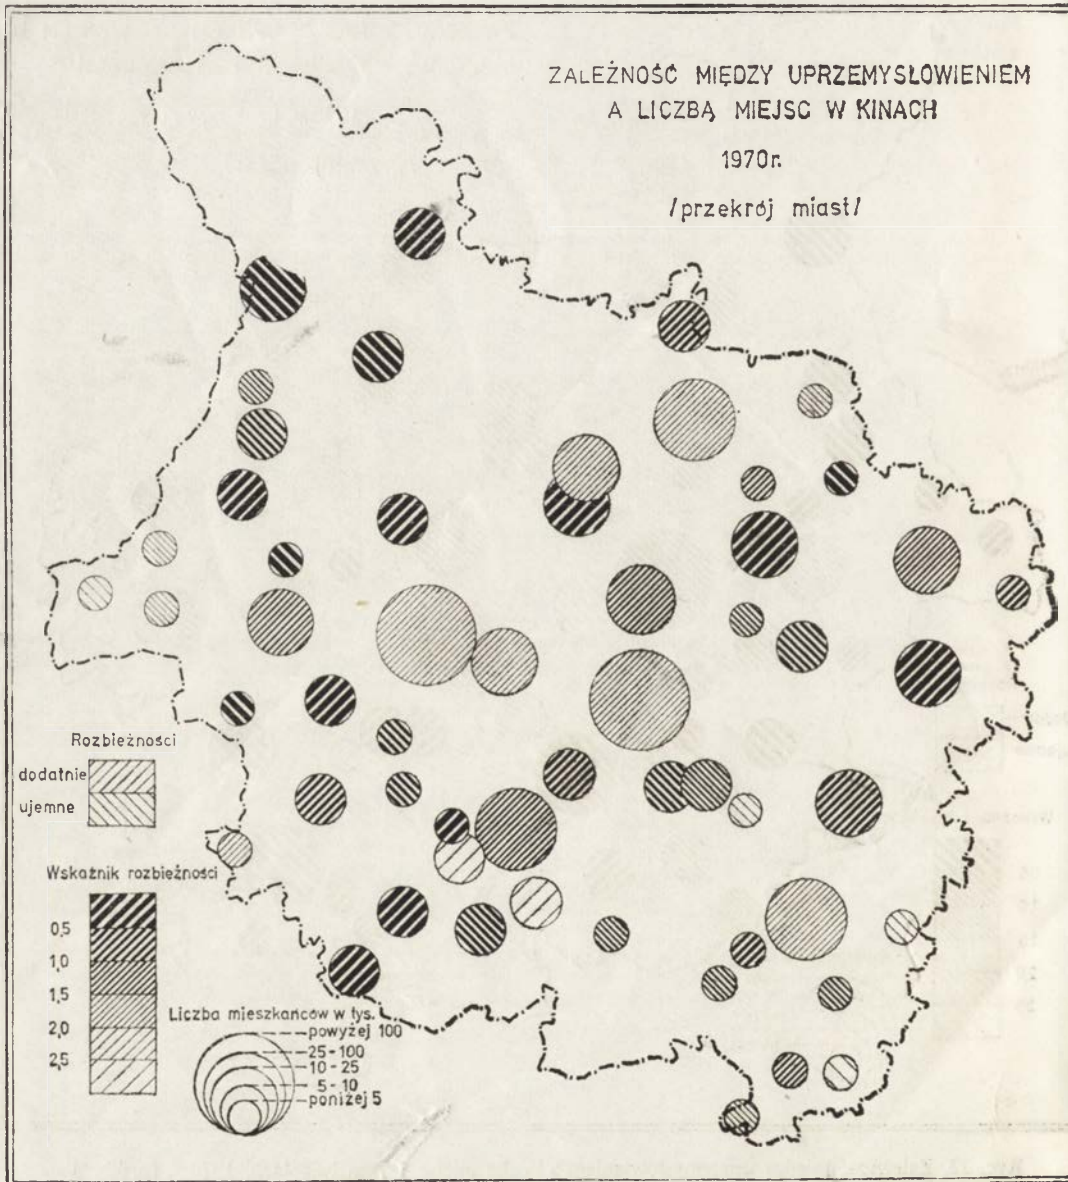 ZALEŻNOŚĆ MIĘDZY UPRZEMYSŁOWIENIEM
A LICZBĄ MIEJSC W KINACH
1970r.
/przekrój miast/
Rozbieżności
dodatnie
ujemne
Wskaźnik rozbieżności
0,5
1,0
1,5
2,0
2,5
Liczba mieszkańców w tys.
powyżej 100
25-100
10-25
5-10
poniżej 5